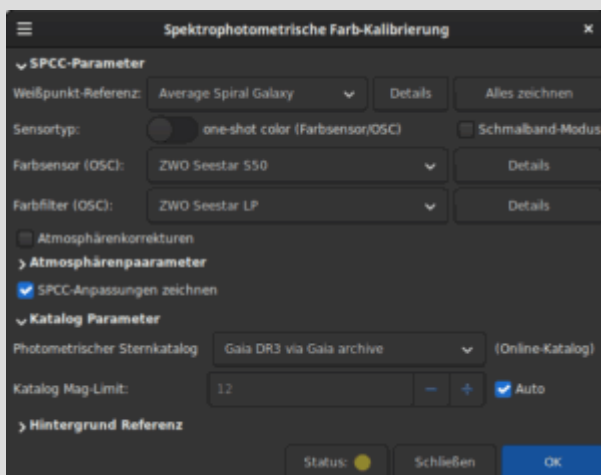 Spektrophotometrische Farb-Kalibrierung
SPCC-Parameter
Weißpunkt-Referenz: Average Spiral Galaxy Details Alles zeichnen
Sensortyp: one-shot color (Farbsensor/OSC) Schmalband-Modus
Farbsensor (OSC): ZWO Seestar S50 Details
Farbfilter (OSC): ZWO Seestar LP Details
Atmosphärenkorrekturen
Atmosphärenpaarameter
SPCC-Anpassungen zeichnen
Katalog Parameter
Photometrischer Sternkatalog Gaia DR3 via Gaia archive (Online-Katalog)
Katalog Mag-Limit: 12 Auto
Hintergrund Referenz
Status: Schließen OK